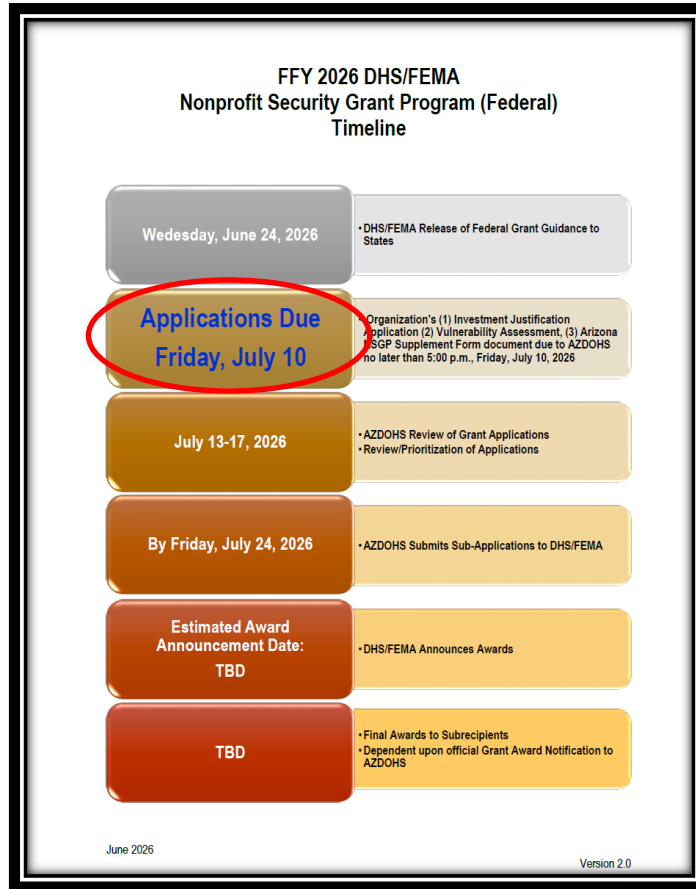 FFY 2026 DHS/FEMA
Nonprofit Security Grant Program (Federal)
Timeline
Wedesday, June 24, 2026
• DHS/FEMA Release of Federal Grant Guidance to
States
Applications Due
Friday, July 10
Organization's (1) Investment Justification
Application (2) Vulnerability Assessment, (3) Arizona
NSGP Supplement Form document due to AZDOHS
no later than 5:00 p.m., Friday, July 10, 2026
July 13-17, 2026
• AZDOHS Review of Grant Applications
• Review/Prioritization of Applications
By Friday, July 24, 2026
• AZDOHS Submits Sub-Applications to DHS/FEMA
Estimated Award
Announcement Date:
TBD
• DHS/FEMA Announces Awards
TBD
• Final Awards to Subrecipients
• Dependent upon official Grant Award Notification to
AZDOHS
June 2026
Version 2.0